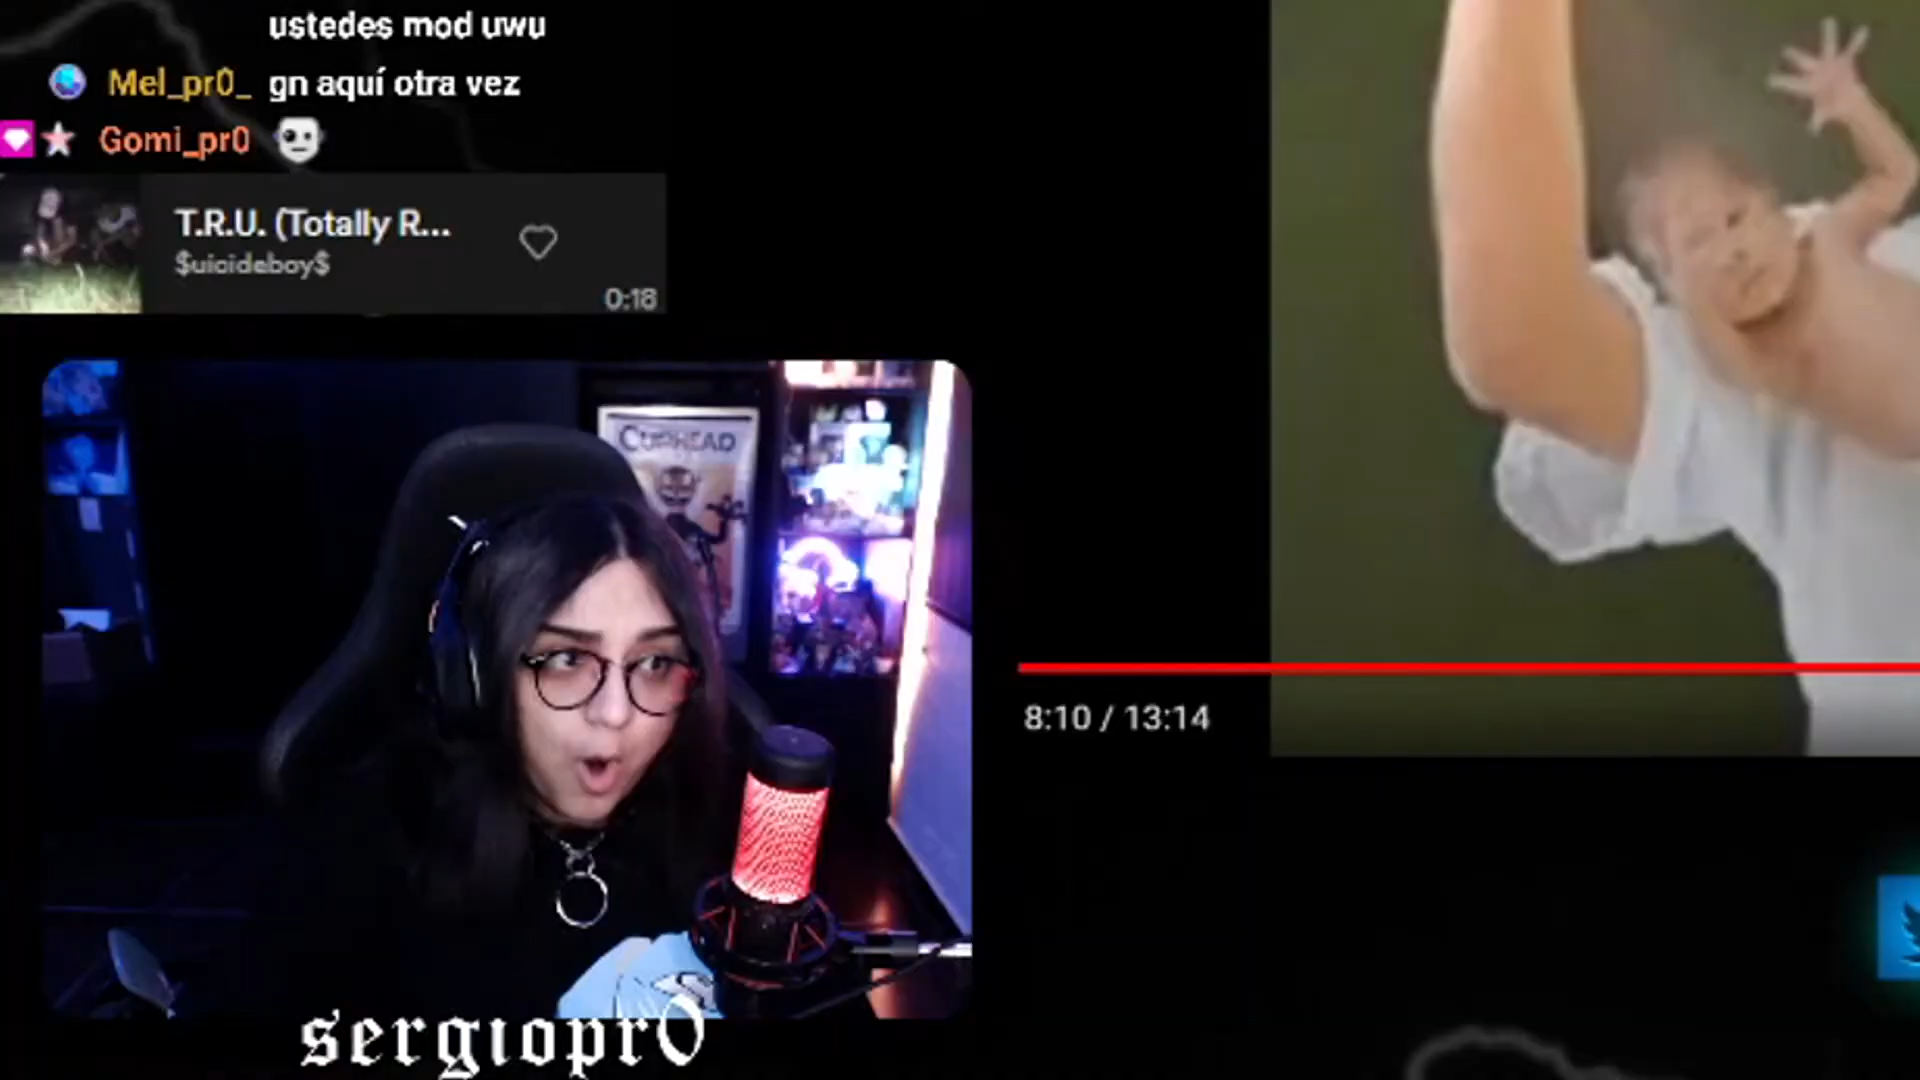 ustedes mod uwu
Mel_pr0_ gn aquí otra vez
Gomi_pr0
T.R.U. (Totally R...
$uicideboy$
0:18
CUPHEAD
8:10 / 13:14
sergiopr0